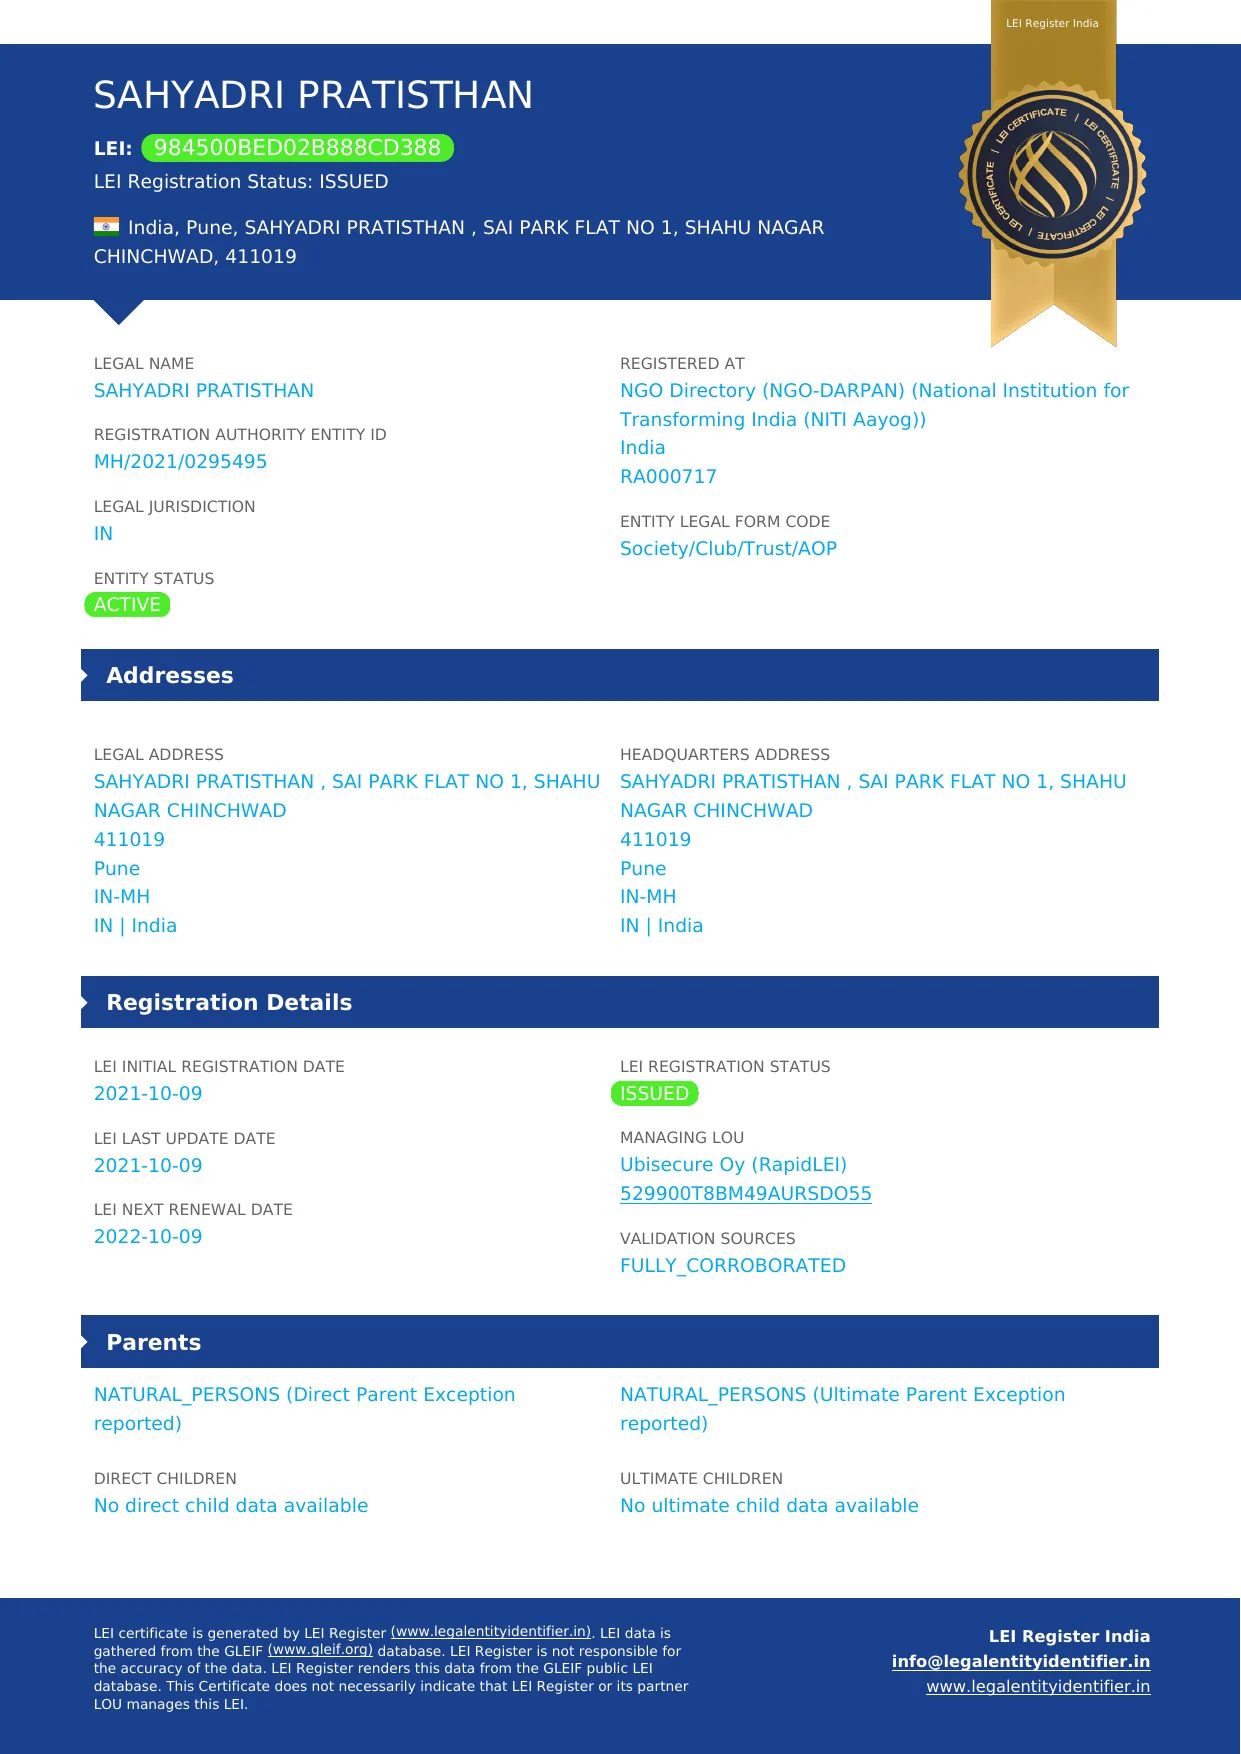 LEI Register India
SAHYADRI PRATISTHAN
LEI: 984500BED02B888CD388
LEI Registration Status: ISSUED
India, Pune, SAHYADRI PRATISTHAN , SAI PARK FLAT NO 1, SHAHU NAGAR
CHINCHWAD, 411019
LEI CERTIFICATE | LEI CERTIFICATE | LEI CERTIFICATE | LEI CERTIFICATE |
LEGAL NAME
SAHYADRI PRATISTHAN
REGISTRATION AUTHORITY ENTITY ID
MH/2021/0295495
LEGAL JURISDICTION
IN
ENTITY STATUS
ACTIVE
REGISTERED AT
NGO Directory (NGO-DARPAN) (National Institution for
Transforming India (NITI Aayog))
India
RA000717
ENTITY LEGAL FORM CODE
Society/Club/Trust/AOP
Addresses
LEGAL ADDRESS
SAHYADRI PRATISTHAN , SAI PARK FLAT NO 1, SHAHU
NAGAR CHINCHWAD
411019
Pune
IN-MH
IN | India
HEADQUARTERS ADDRESS
SAHYADRI PRATISTHAN , SAI PARK FLAT NO 1, SHAHU
NAGAR CHINCHWAD
411019
Pune
IN-MH
IN | India
Registration Details
LEI INITIAL REGISTRATION DATE
2021-10-09
LEI LAST UPDATE DATE
2021-10-09
LEI NEXT RENEWAL DATE
2022-10-09
LEI REGISTRATION STATUS
ISSUED
MANAGING LOU
Ubisecure Oy (RapidLEI)
529900T8BM49AURSDO55
VALIDATION SOURCES
FULLY_CORROBORATED
Parents
NATURAL_PERSONS (Direct Parent Exception
reported)
NATURAL_PERSONS (Ultimate Parent Exception
reported)
DIRECT CHILDREN
No direct child data available
ULTIMATE CHILDREN
No ultimate child data available
LEI certificate is generated by LEI Register (www.legalentityidentifier.in). LEI data is
gathered from the GLEIF (www.gleif.org) database. LEI Register is not responsible for
the accuracy of the data. LEI Register renders this data from the GLEIF public LEI
database. This Certificate does not necessarily indicate that LEI Register or its partner
LOU manages this LEI.
LEI Register India
info@legalentityidentifier.in
www.legalentityidentifier.in